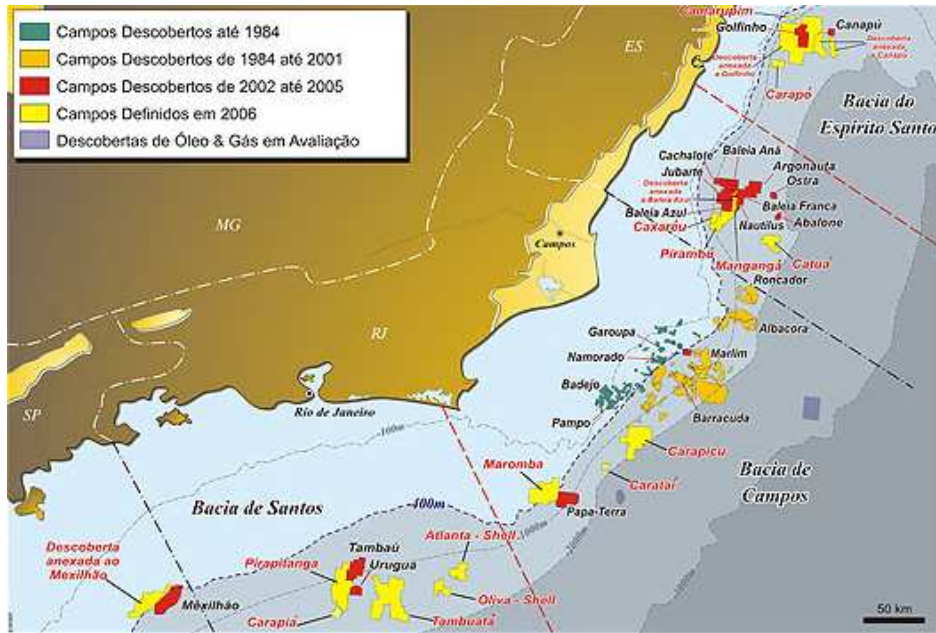 Campos Descobertos até 1984
Campos Descobertos de 1984 até 2001
Campos Descobertos de 2002 até 2005
Campos Definidos em 2006
Descobertas de Óleo & Gás em Avaliação
ES
MG
RJ
SP
Camarupim
Golfinho
Canapú
Descoberta
anexada
a Golfinho
Descoberta
anexada
a Canapú
Carapó
Bacia do
Espírito Santo
Cachalote
Baleia Anã
Jubarte
Argonauta
Ostra
Descoberta
anexada
a Baleia Azul
Baleia Franca
Baleia Azul
Nautilus
Abalone
Caxaréu
Pirambú
Mangangá
Catuá
Roncador
Campos
Albacora
Garoupa
Namorado
Marlim
Badejo
Pampo
Barracuda
Rio de Janeiro
100m
Carapicu
Carataí
Bacia de
Campos
Maromba
Papa-Terra
Bacia de Santos
400m
1000m
Descoberta
anexada ao
Mexilhão
Mexilhão
Pirapitanga
Tambaú
Uruguá
Atlanta - Shell
Oliva - Shell
Carapiá
Tambuatá
50 km